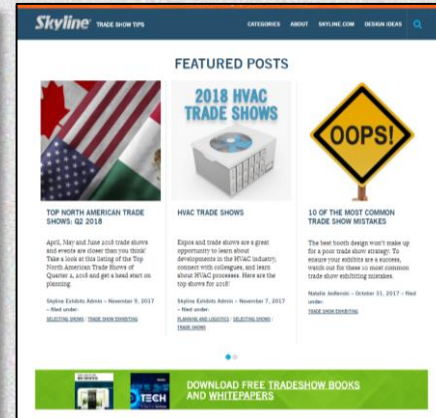 Skyline TRADE SHOW TIPS
CATEGORIES ABOUT SKYLINE.COM DESIGN IDEAS
FEATURED POSTS
TOP NORTH AMERICAN TRADE
SHOWS: Q2 2018
April, May and June 2018 trade shows
and events are closer than you think!
Take a look at this listing of the Top
North American Trade Shows of
Quarter 2, 2018 and get a head start on
planning.
Skyline Exhibits Admin – November 9, 2017
– filed under:
SELECTING SHOWS | TRADE SHOW EXHIBITING
2018 HVAC
TRADE SHOWS
HVAC TRADE SHOWS
Expos and trade shows are a great
opportunity to learn about
developments in the HVAC industry,
connect with colleagues, and learn
about HVAC processes. Here are the
top shows for 2018!
Skyline Exhibits Admin – November 7, 2017
– filed under:
PLANNING AND LOGISTICS | SELECTING SHOWS |
TRADE SHOWS
OOPS!
10 OF THE MOST COMMON
TRADE SHOW MISTAKES
The best booth design won't make up
for a poor trade show strategy. To
ensure your exhibits are a success,
watch out for these 10 most common
trade show exhibiting mistakes.
Natalie – October 31, 2017 – filed
under:
TRADE SHOW EXHIBITING
TECH
DOWNLOAD FREE TRADESHOW BOOKS
AND WHITEPAPERS